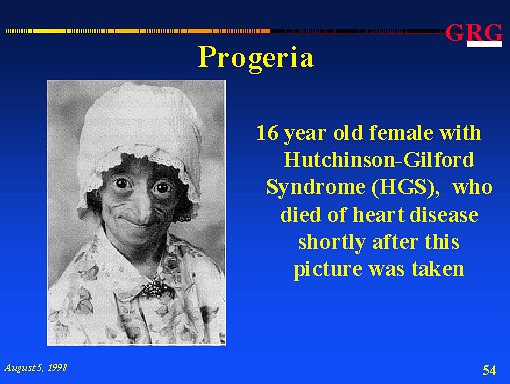 GRG
Progeria
16 year old female with
Hutchinson-Gilford
Syndrome (HGS), who
died of heart disease
shortly after this
picture was taken
August 5, 1998
54